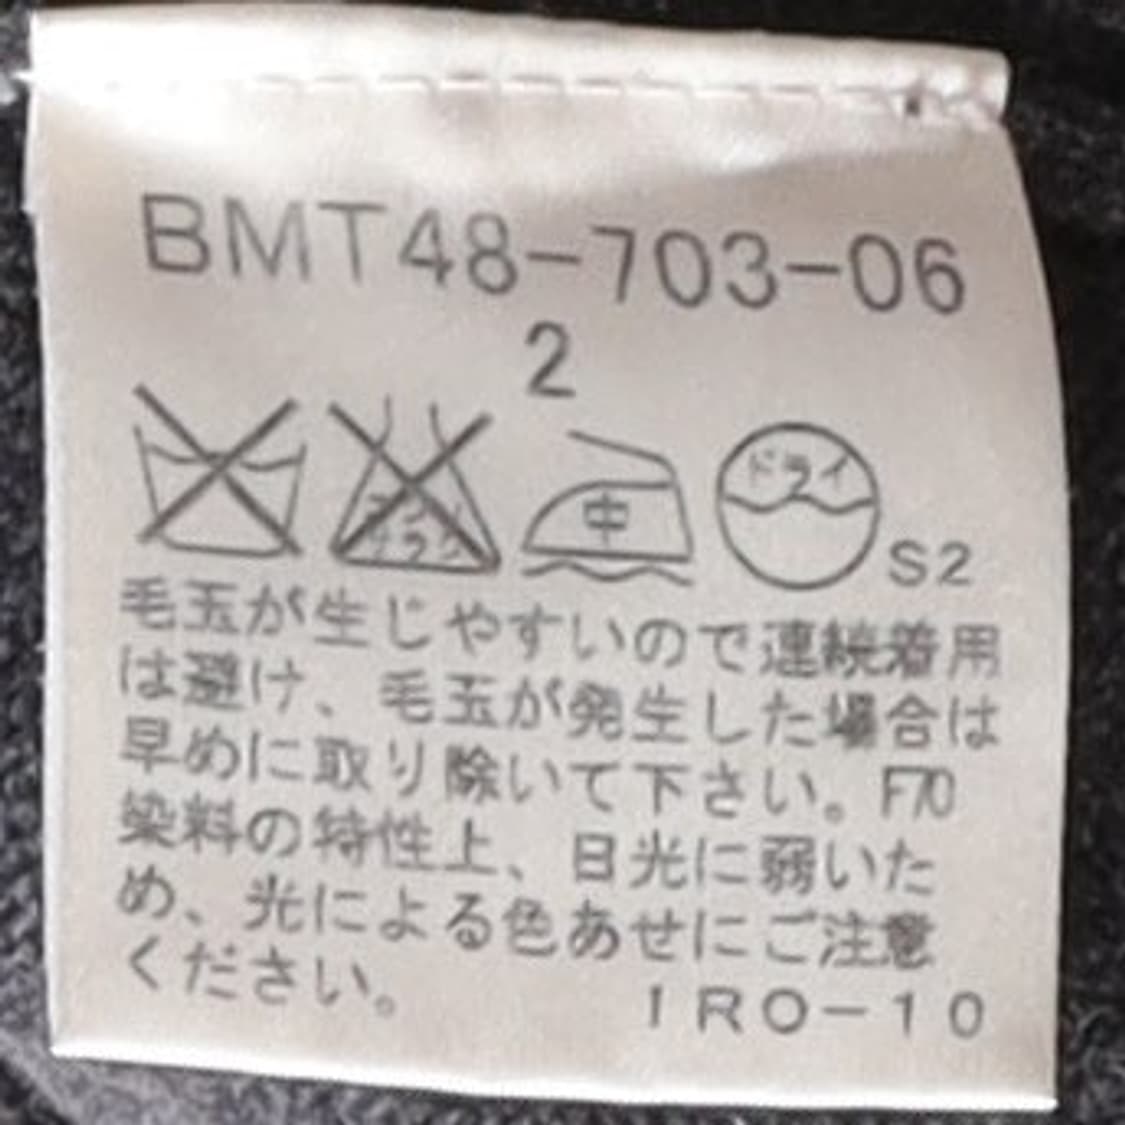 BMT48-703-06
2
中
ドライ
S2
毛玉が生じやすいので連続着用
は避け、毛玉が発生した場合は
早めに取り除いて下さい。F70
染料の特性上、日光に弱いた
め、光による色あせにご注意
ください。 IRO-10